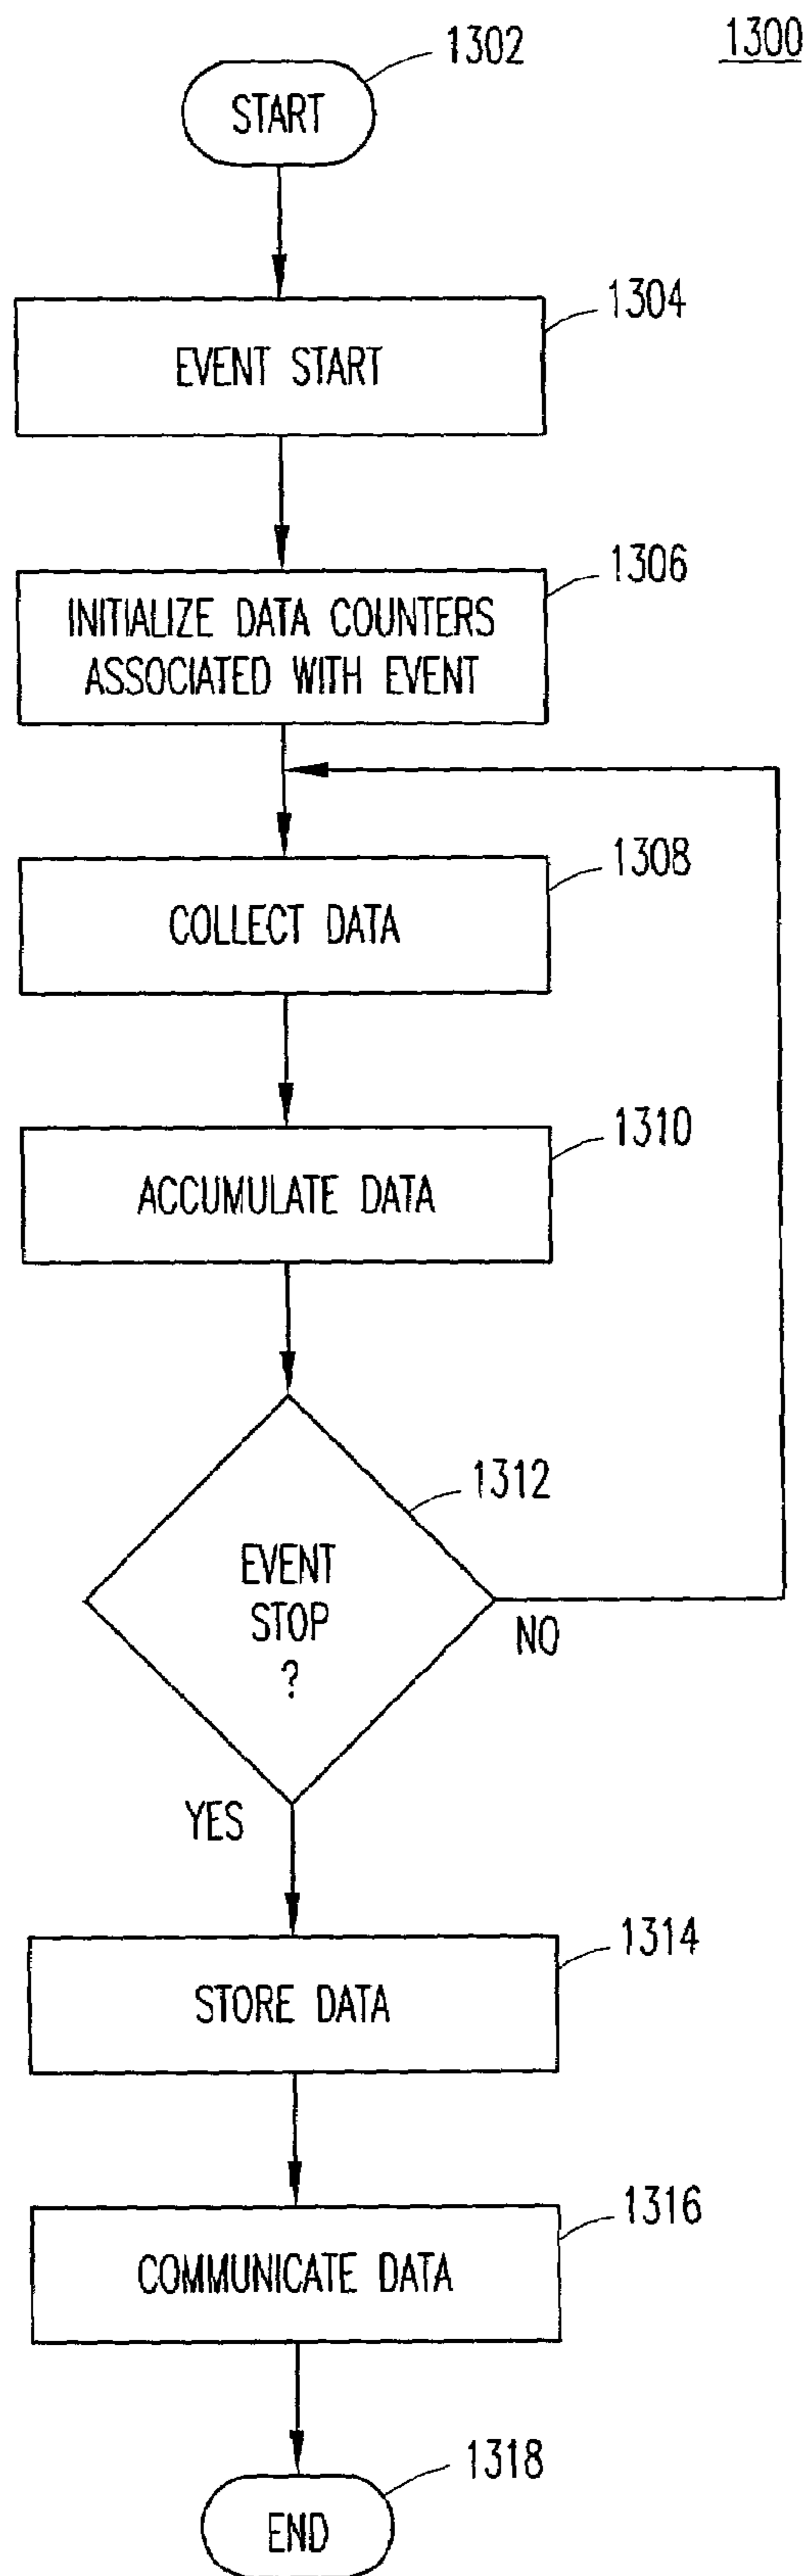 1300
1302
START
1304
EVENT START
1306
INITIALIZE DATA COUNTERS
ASSOCIATED WITH EVENT
1308
COLLECT DATA
1310
ACCUMULATE DATA
1312
EVENT
STOP
?
NO
YES
1314
STORE DATA
1316
COMMUNICATE DATA
1318
END